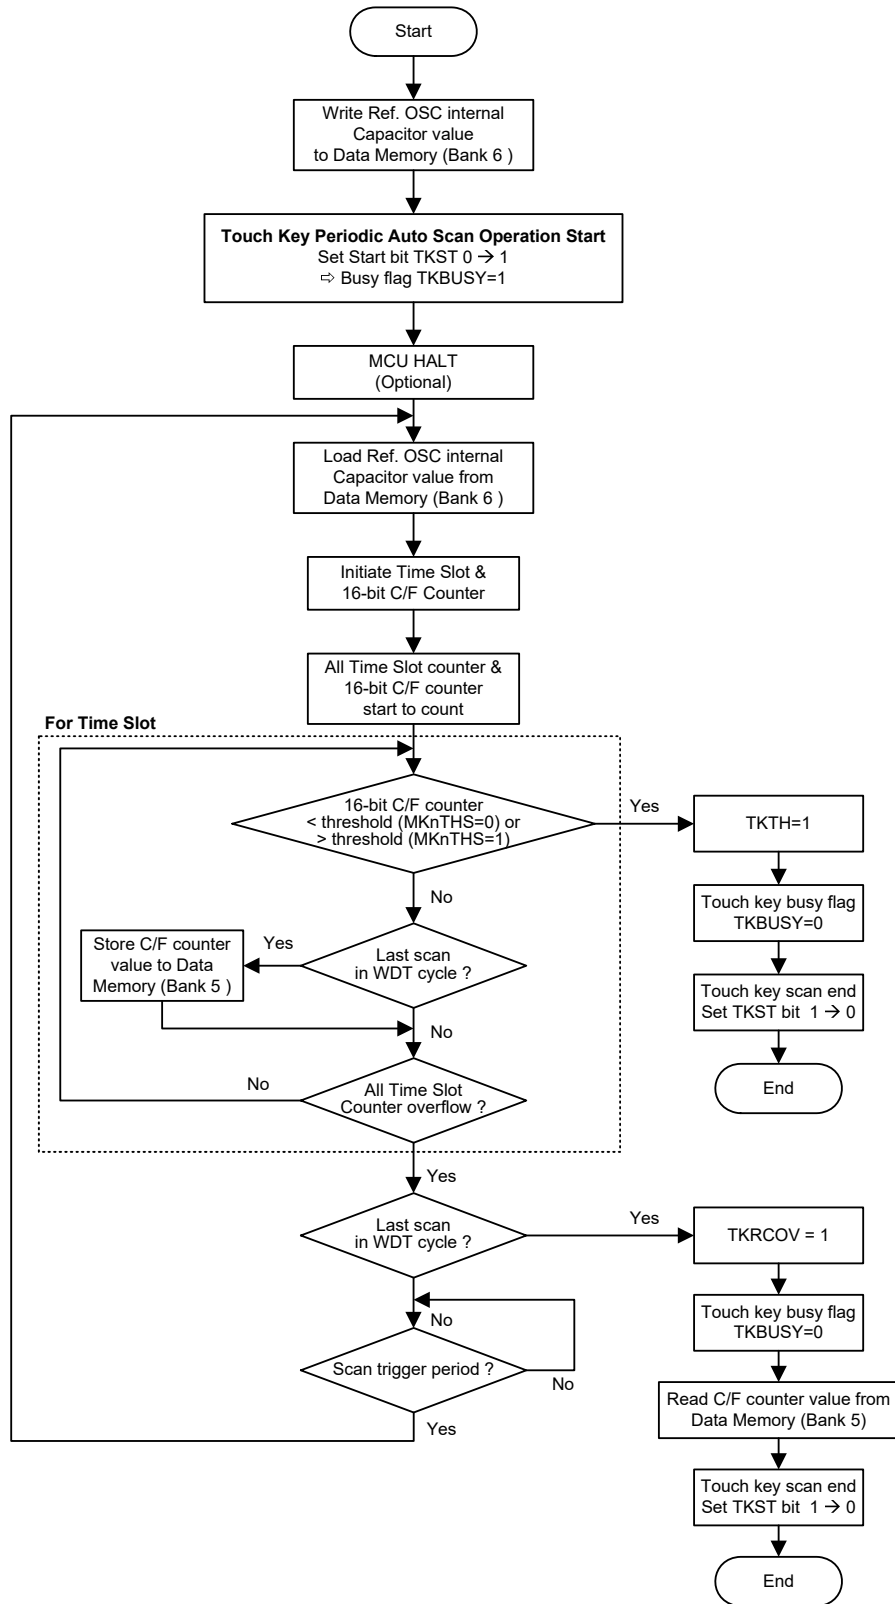 Start
Write Ref. OSC internal
Capacitor value
to Data Memory (Bank 6 )
Touch Key Periodic Auto Scan Operation Start
Set Start bit TKST 0 → 1
⇨ Busy flag TKBUSY=1
MCU HALT
(Optional)
Load Ref. OSC internal
Capacitor value from
Data Memory (Bank 6 )
Initiate Time Slot &
16-bit C/F Counter
All Time Slot counter &
16-bit C/F counter
start to count
For Time Slot
16-bit C/F counter
< threshold (MKnTHS=0) or
> threshold (MKnTHS=1)
Yes
TKTH=1
No
Touch key busy flag
TKBUSY=0
Last scan
in WDT cycle ?
Yes
Store C/F counter
value to Data
Memory (Bank 5 )
Touch key scan end
Set TKST bit 1 → 0
No
End
All Time Slot
Counter overflow ?
No
Yes
Last scan
in WDT cycle ?
Yes
TKRCOV = 1
No
Touch key busy flag
TKBUSY=0
Scan trigger period ?
No
Yes
Read C/F counter value from
Data Memory (Bank 5)
Touch key scan end
Set TKST bit 1 → 0
End